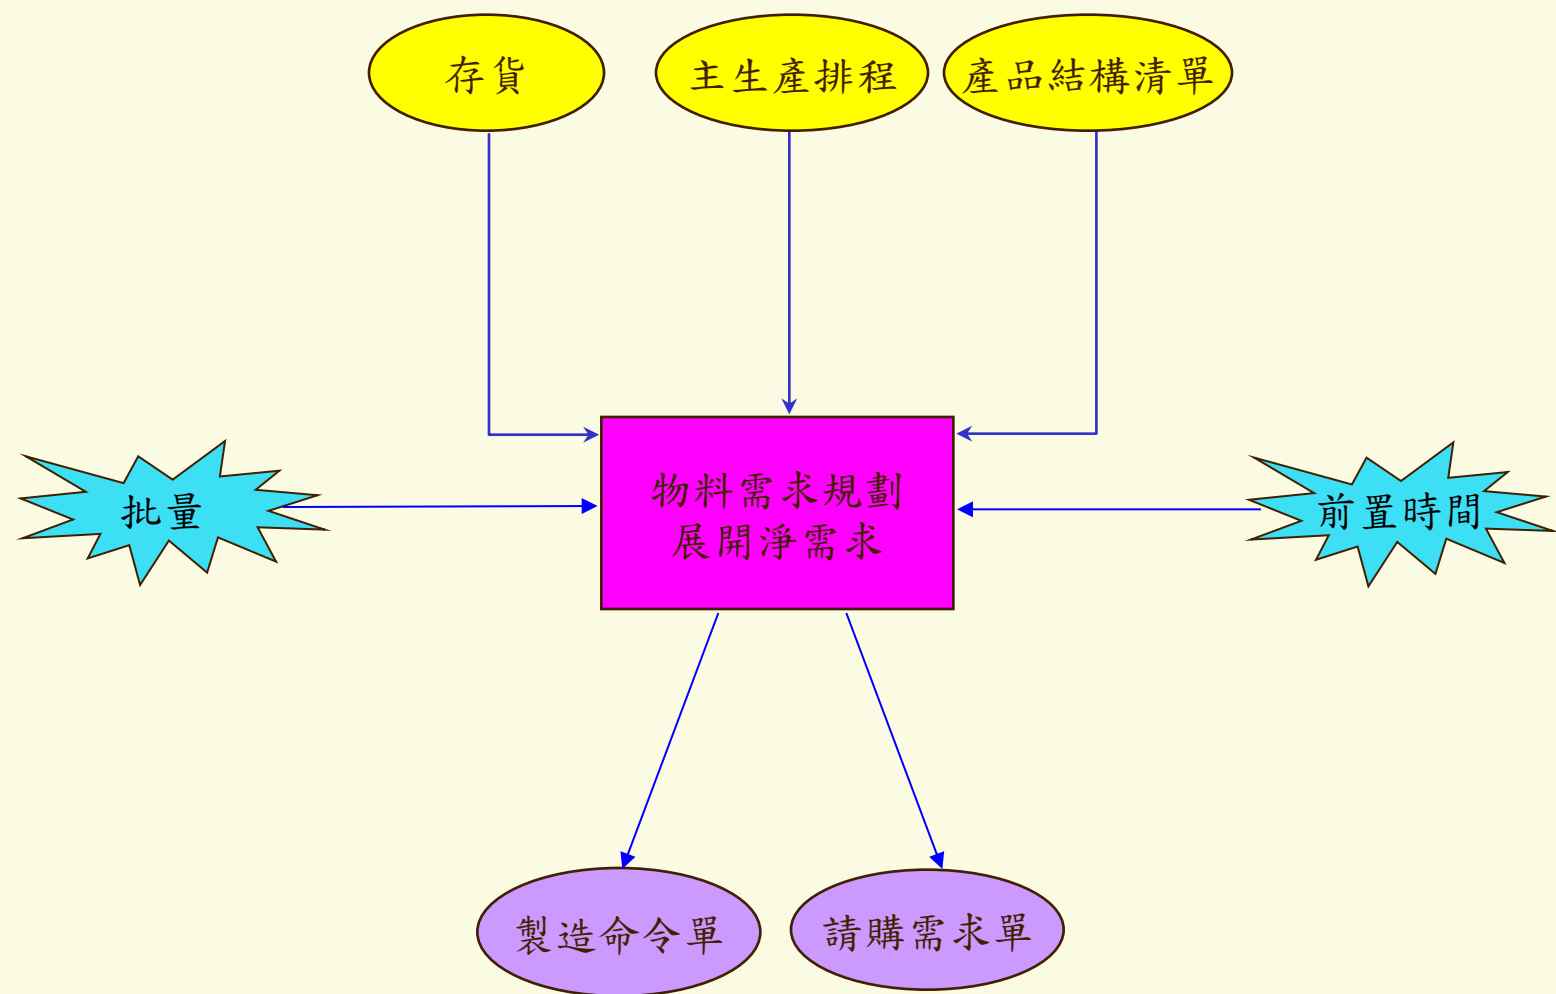 存貨
主生產排程
產品結構清單
批量
物料需求規劃
展開淨需求
前置時間
製造命令單
請購需求單